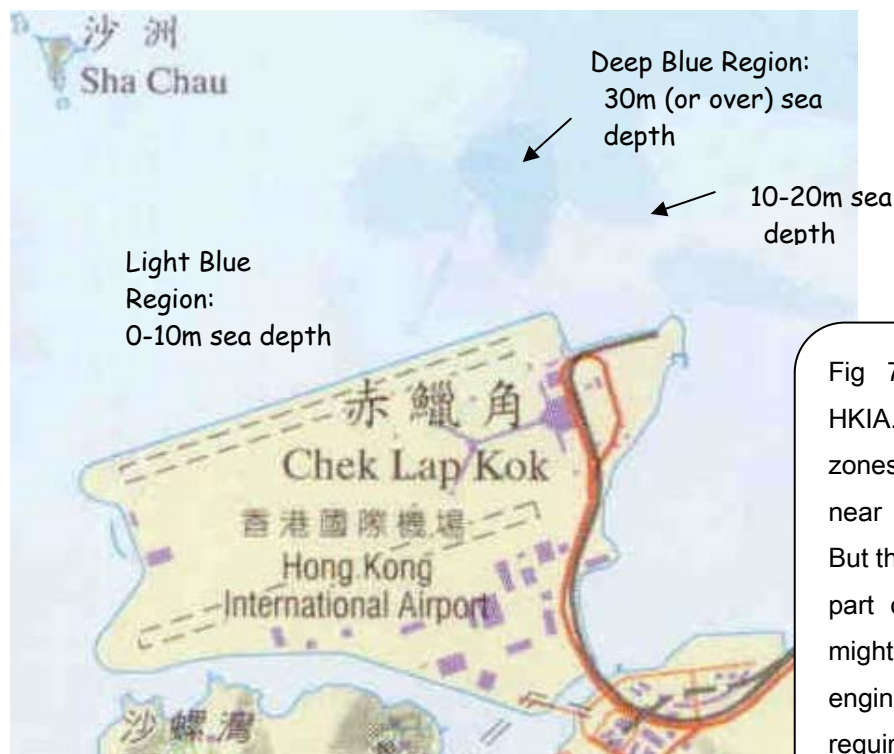 沙洲
Sha Chau
Deep Blue Region:
30m (or over) sea
depth
10-20m sea
depth
Light Blue
Region:
0-10m sea depth
赤鱲角
Chek Lap Kok
香港國際機場
Hong Kong
International Airport
沙螺灣
Fig 7
HKIA.
zones
near
But th
part
might
engin
requir